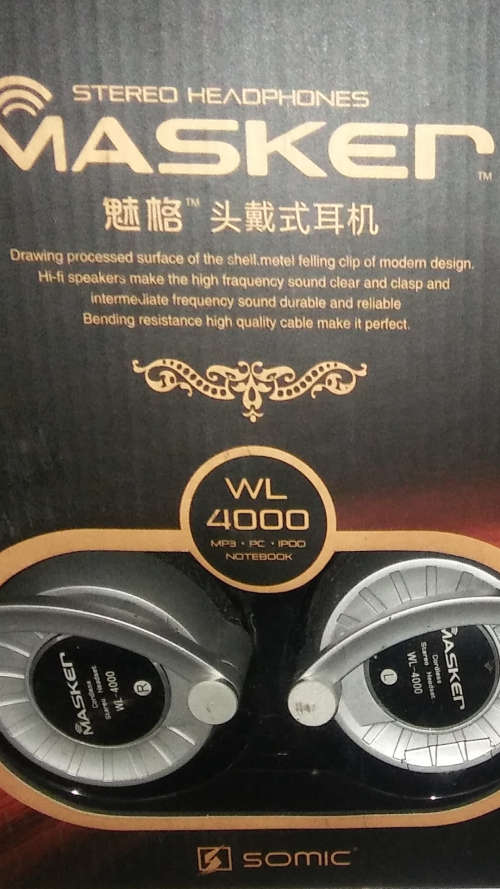 STEREO HEADPHONES
MASKER™
魅格™ 头戴式耳机
Drawing processed surface of the shell.metel felling clip of modern design.
Hi-fi speakers make the high fraquency sound clear and clasp and
intermeJiate frequency sound durable and reliable
Bending resistance high quality cable make it perfect.
WL
4000
MP3 · PC · IPOD
NOTEBOOK
MASKER
Cordless
Stereo Headset
WL-4000
R
MASKER
Cordless
Stereo Headset
WL-4000
L
SOMIC